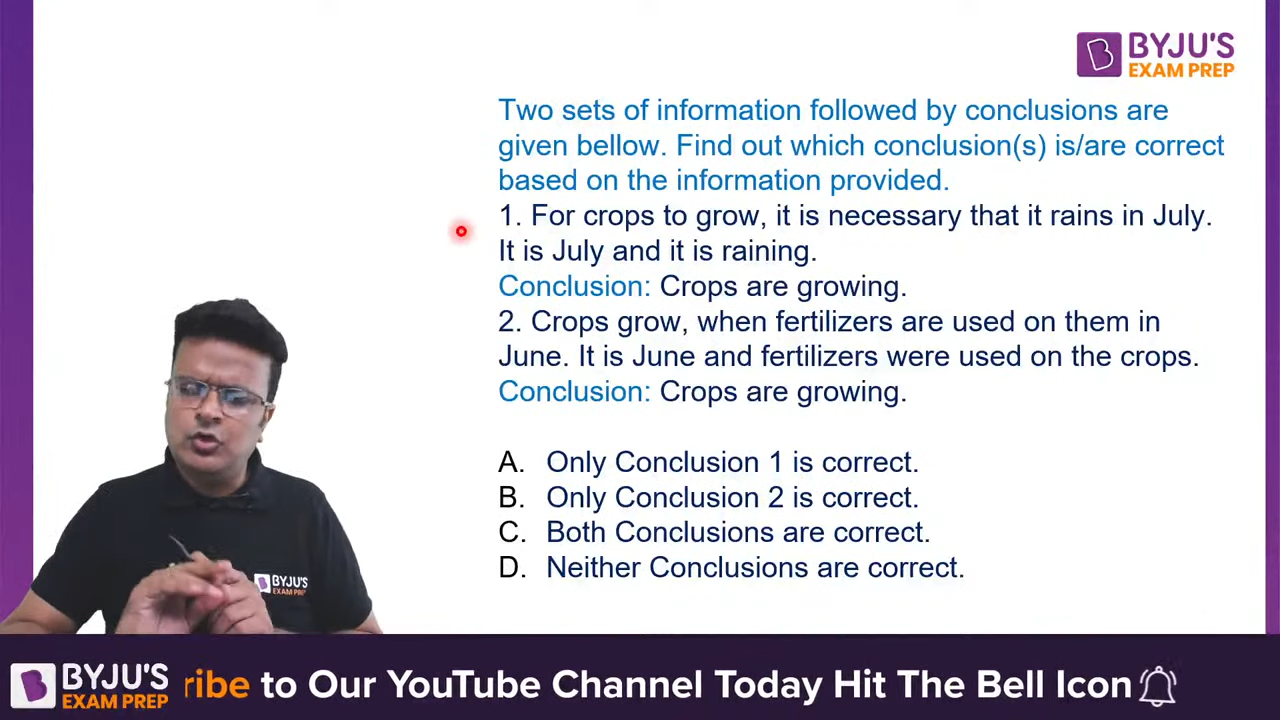 BYJU'S
EXAM PREP
Two sets of information followed by conclusions are
given bellow. Find out which conclusion(s) is/are correct
based on the information provided.
1. For crops to grow, it is necessary that it rains in July.
It is July and it is raining.
Conclusion: Crops are growing.
2. Crops grow, when fertilizers are used on them in
June. It is June and fertilizers were used on the crops.
Conclusion: Crops are growing.
A. Only Conclusion 1 is correct.
B. Only Conclusion 2 is correct.
C. Both Conclusions are correct.
D. Neither Conclusions are correct.
BYJU'S
EXAM PREP
BYJU'S
EXAM PREP
ribe to Our YouTube Channel Today Hit The Bell Icon